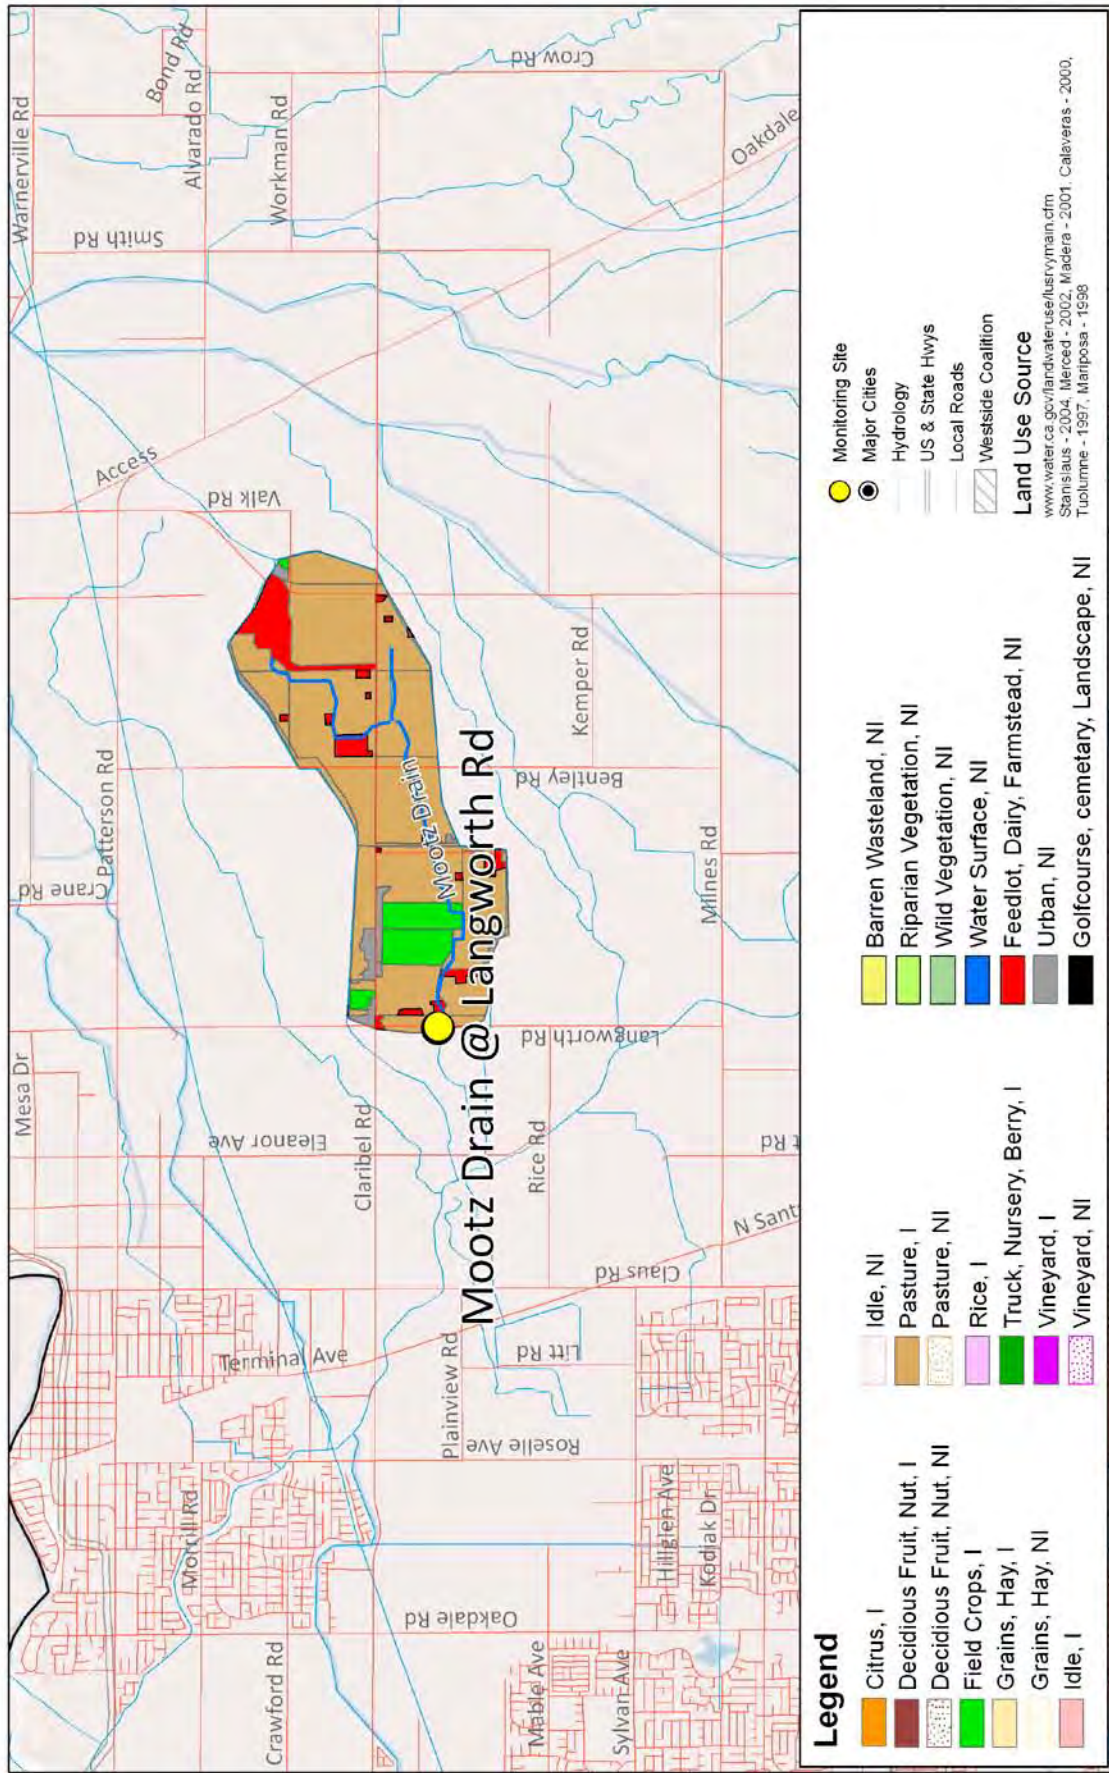 Warnerville Rd
Bond Rd
Alvarado Rd
Workman Rd
Crow Rd
Smith Rd
Oakdale
Access
Valk Rd
Patterson Rd
Crane Rd
Kemper Rd
Bentley Rd
Milnes Rd
Mootz Drain
Mootz Drain @ Langworth Rd
Langworth Rd
Mesa Dr
Eleanor Ave
Claribel Rd
Rice Rd
t Rd
N Sant
Claus Rd
Terminal Ave
Plainview Rd
Litt Rd
Roselle Ave
Morrill Rd
Hillglen Ave
Kodiak Dr
Oakdale Rd
Crawford Rd
Mable Ave
Sylvan Ave
Legend
Citrus, I
Decidious Fruit, Nut, I
Decidious Fruit, Nut, NI
Field Crops, I
Grains, Hay, I
Grains, Hay, NI
Idle, I
Idle, NI
Pasture, I
Pasture, NI
Rice, I
Truck, Nursery, Berry, I
Vineyard, I
Vineyard, NI
Barren Wasteland, NI
Riparian Vegetation, NI
Wild Vegetation, NI
Water Surface, NI
Feedlot, Dairy, Farmstead, NI
Urban, NI
Golfcourse, cemetary, Landscape, NI
Monitoring Site
Major Cities
Hydrology
US & State Hwys
Local Roads
Westside Coalition
Land Use Source
www.water.ca.gov/landwateruse/lusrvymain.cfm
Stanislaus - 2004, Merced - 2002, Madera - 2001, Calaveras - 2000,
Tuolumne - 1997, Mariposa - 1998